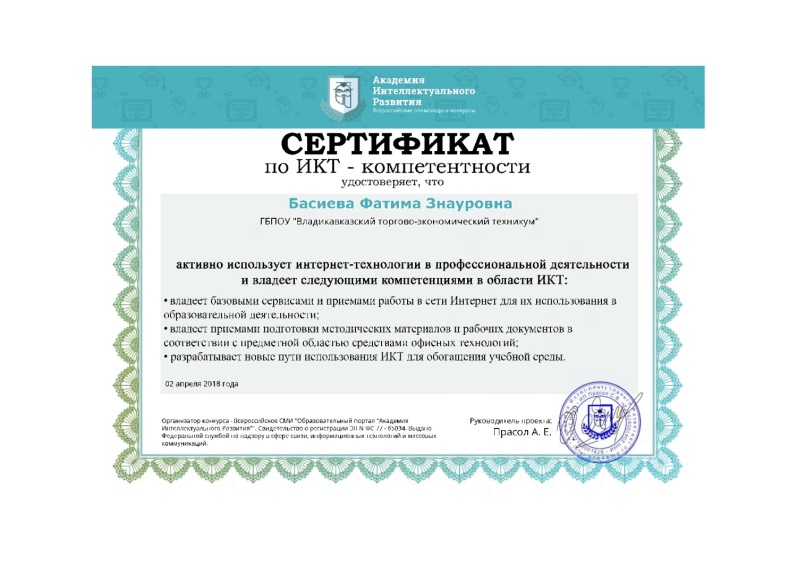 Академия
Интеллектуального
Развития
Всероссийские олимпиады и конкурсы
СЕРТИФИКАТ
по ИКТ - компетентности
удостоверяет, что
Басиева Фатима Знауровна
ГБПОУ "Владикавказский торгово-экономический техникум"
активно использует интернет-технологии в профессиональной деятельности
и владеет следующими компетенциями в области ИКТ:
• владеет базовыми сервисами и приемами работы в сети Интернет для их использования в
образовательной деятельности;
• владеет приемами подготовки методических материалов и рабочих документов в
соответствии с предметной областью средствами офисных технологий;
• разрабатывает новые пути использования ИКТ для обогащения учебной среды.
02 апреля 2018 года
Организатор конкурса - Всероссийское СМИ "Образовательный портал "Академия
Интеллектуального Развития"". Свидетельство о регистрации ЭЛ № ФС 77 - 65034. Выдано
Федеральной службой по надзору в сфере связи, информационных технологий и массовых
коммуникаций.
Руководитель проекта:
Прасол А. Е.